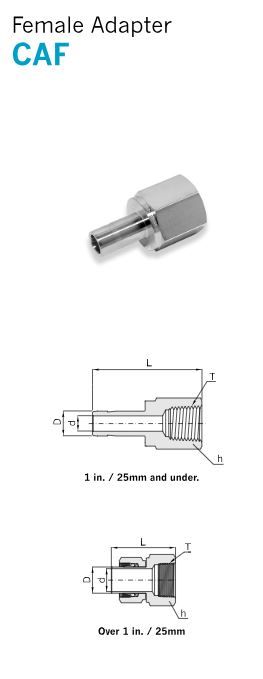 Female Adapter
CAF
L
T
D
d
h
1 in. / 25mm and under.
L
T
D
d
h
Over 1 in. / 25mm